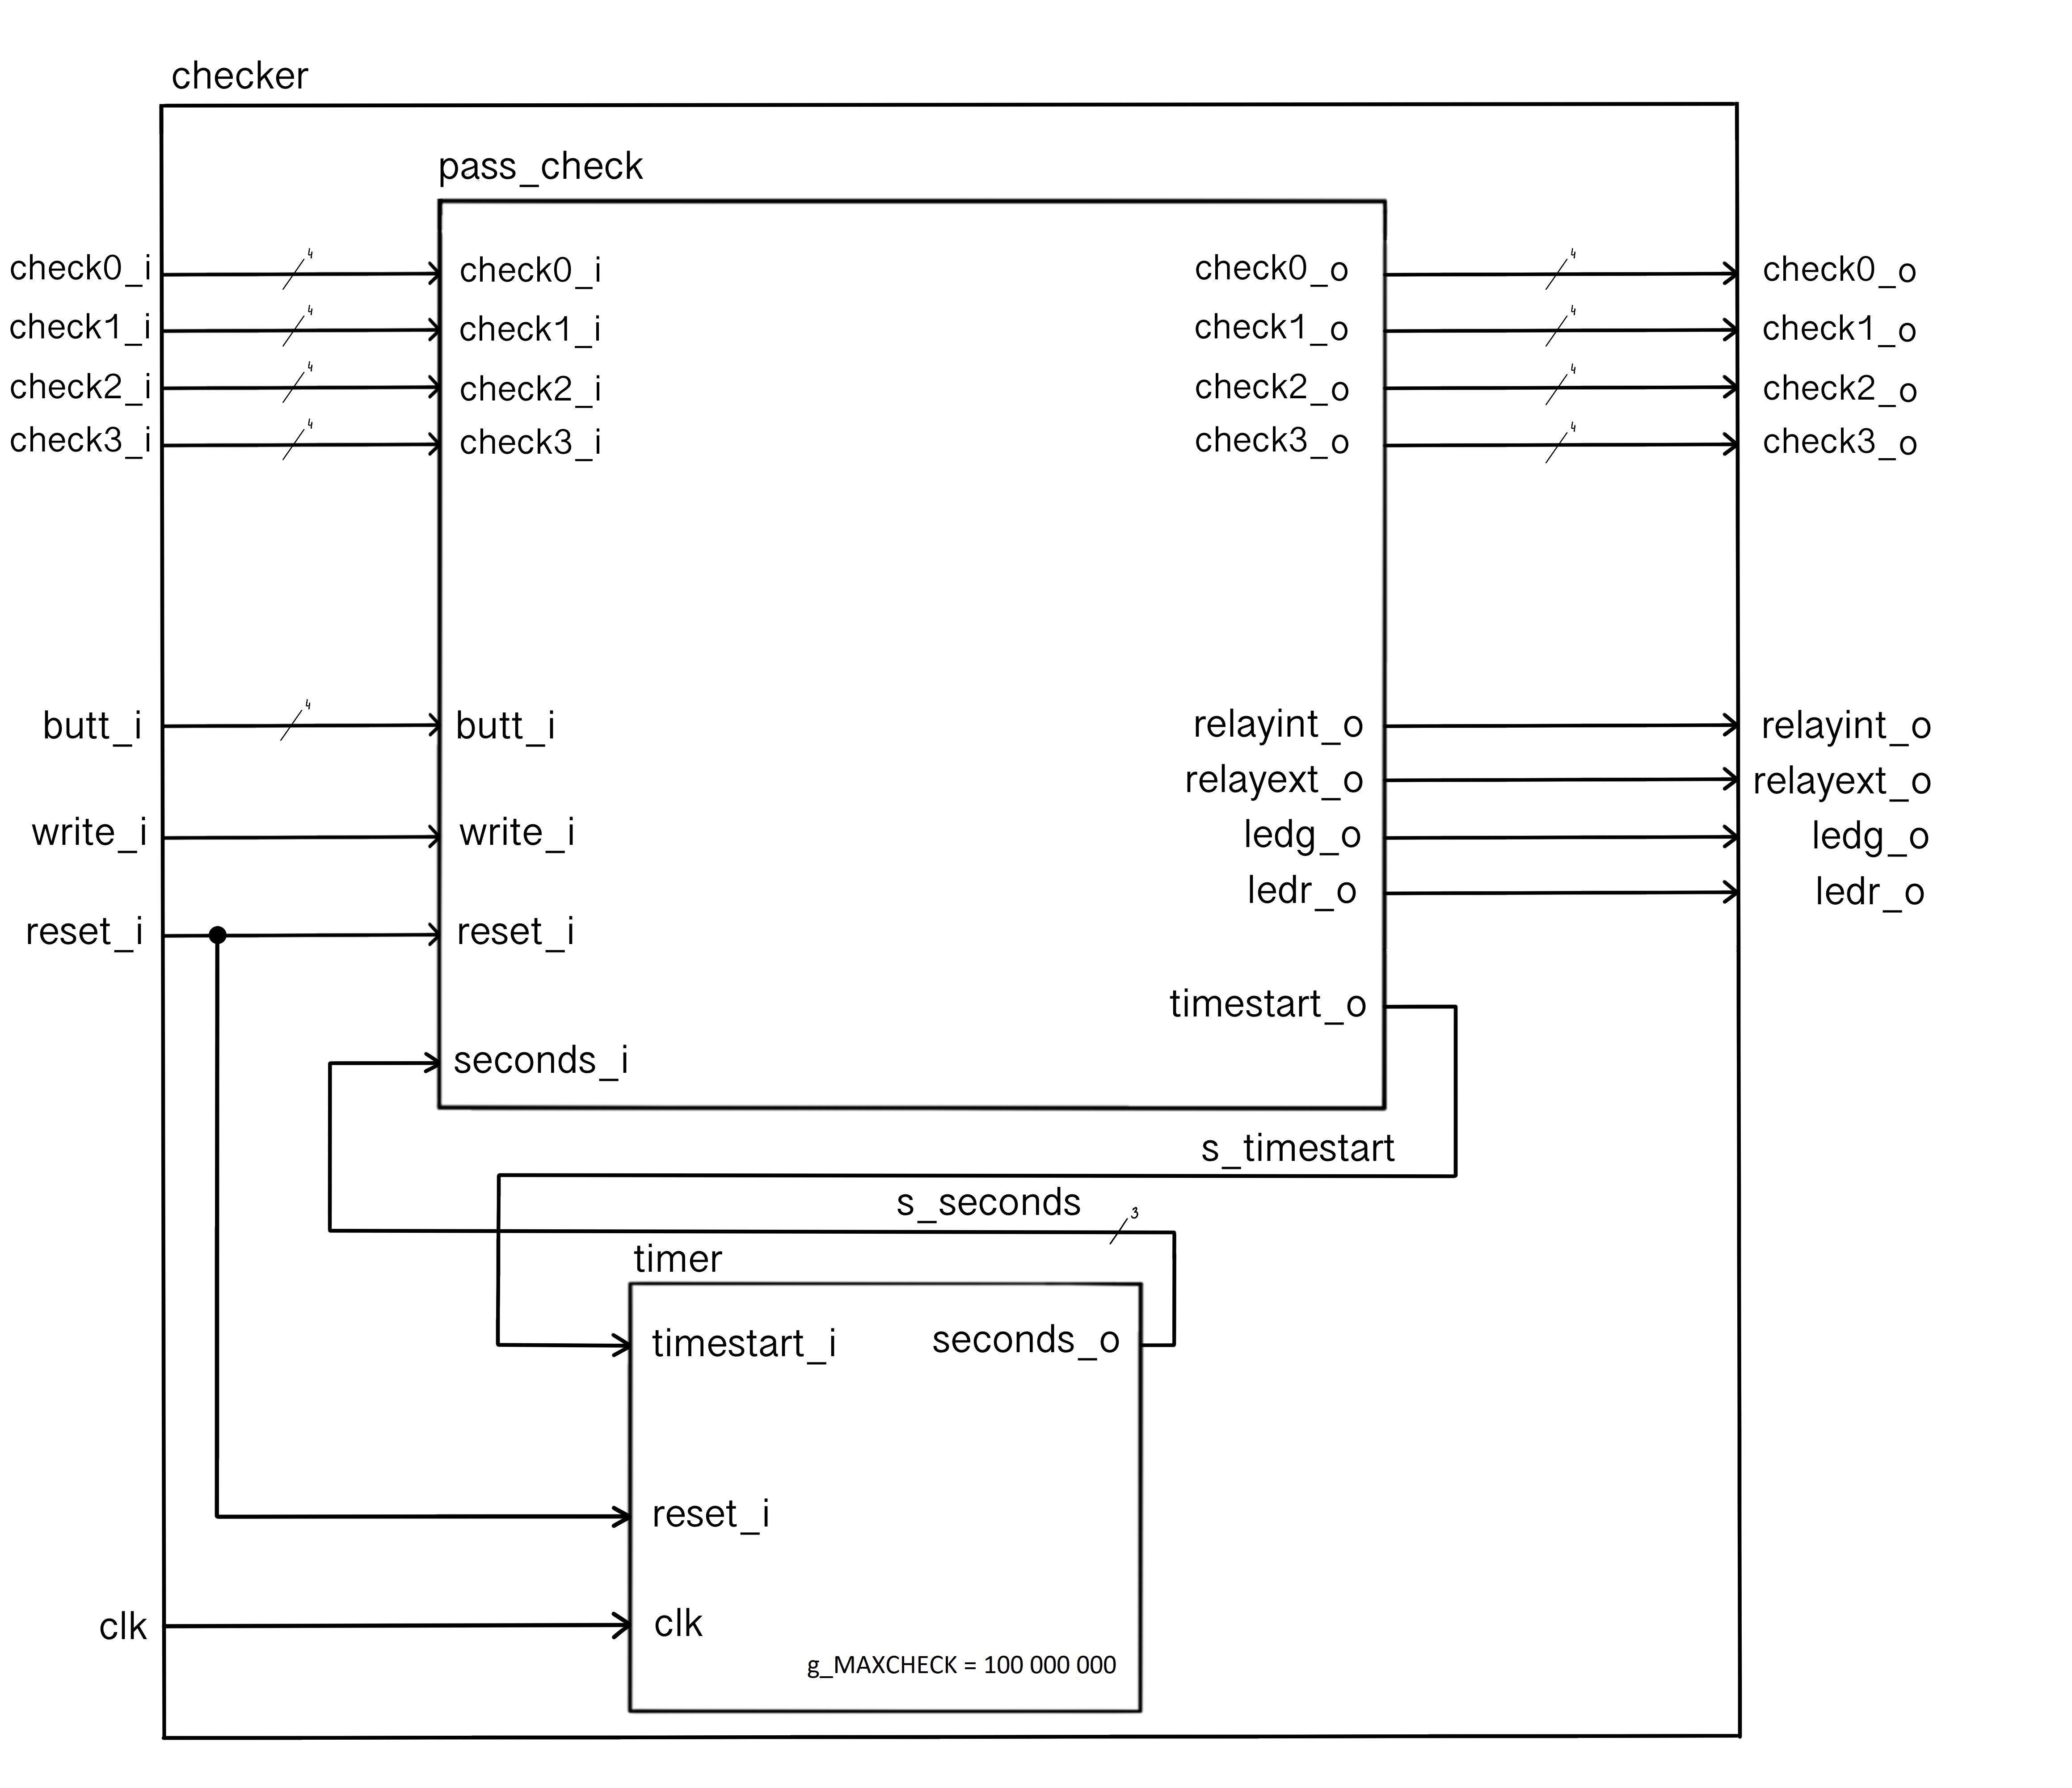 checker
pass_check
check0_i 4 check0_i check0_o 4 check0_o
check1_i 4 check1_i check1_o 4 check1_o
check2_i 4 check2_i check2_o 4 check2_o
check3_i 4 check3_i check3_o 4 check3_o
butt_i 4 butt_i relayint_o relayint_o
relayext_o relayext_o
write_i write_i ledg_o ledg_o
ledr_o ledr_o
reset_i reset_i
timestart_o
seconds_i
s_timestart
s_seconds 3
timer
timestart_i seconds_o
reset_i
clk clk
g_MAXCHECK = 100 000 000